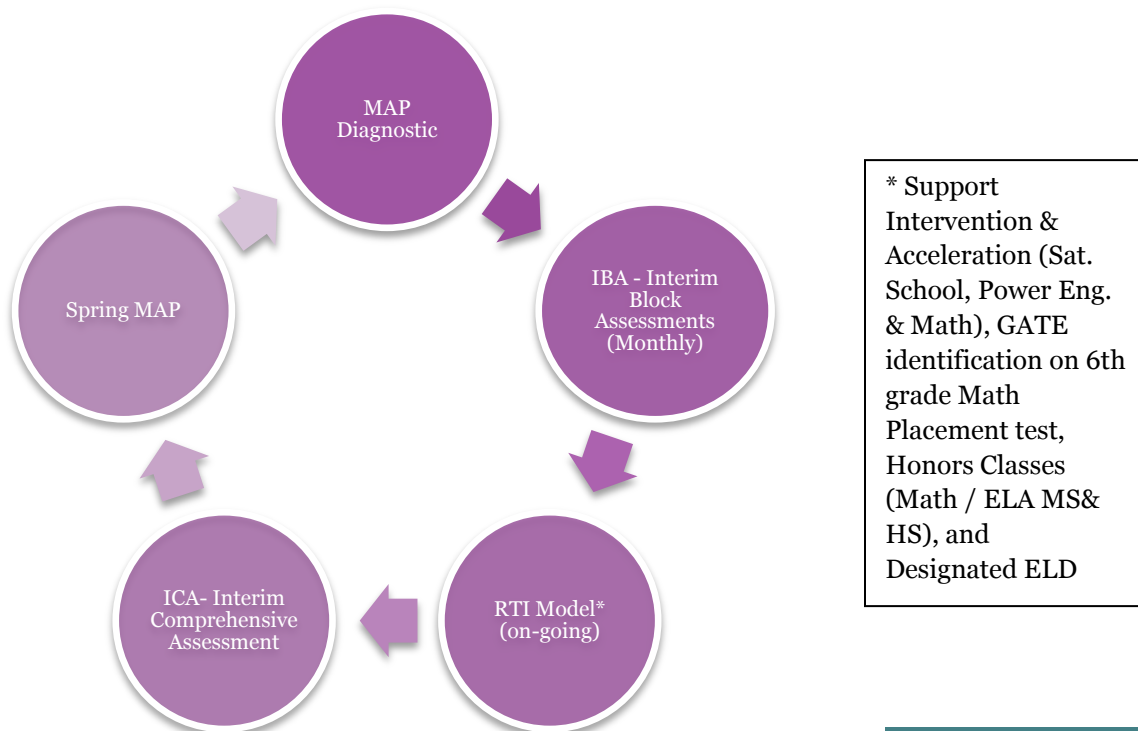 MAP
Diagnostic
IBA - Interim
Block
Assessments
(Monthly)
RTI Model*
(on-going)
ICA- Interim
Comprehensive
Assessment
Spring MAP
* Support
Intervention &
Acceleration (Sat.
School, Power Eng.
& Math), GATE
identification on 6th
grade Math
Placement test,
Honors Classes
(Math / ELA MS&
HS), and
Designated ELD